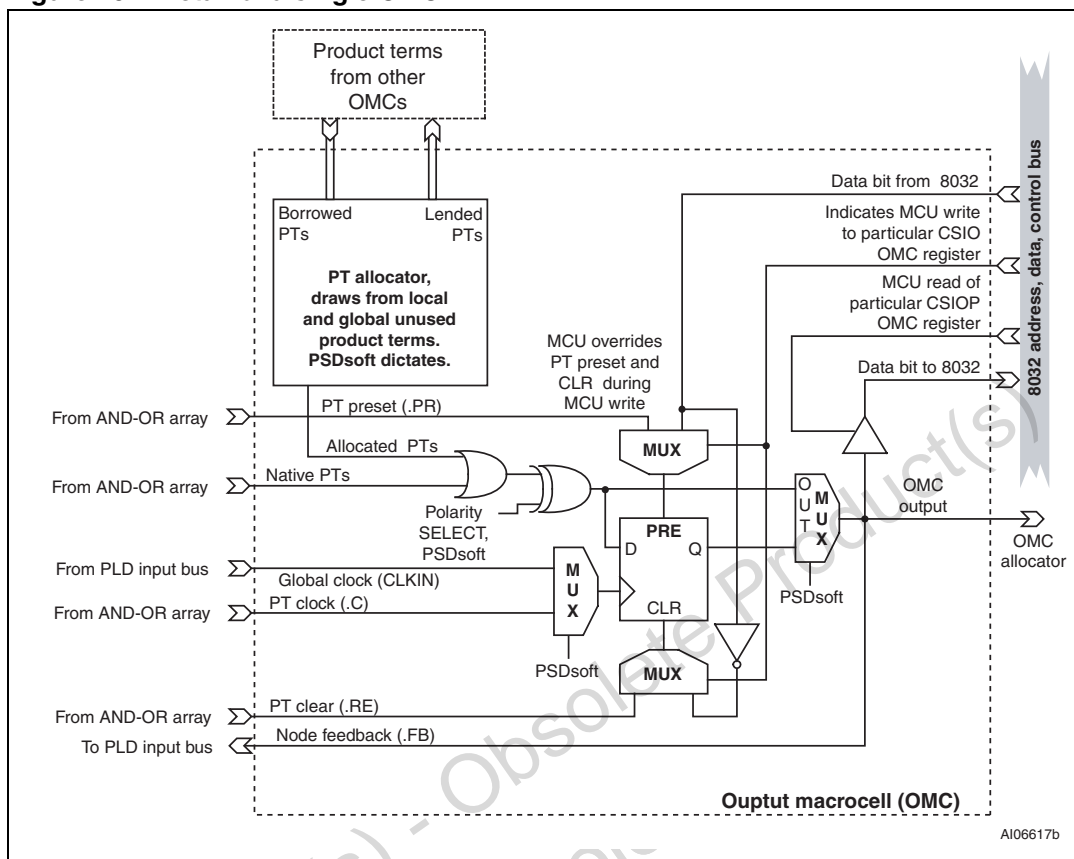 Product terms
from other
OMCs
8032 address, data, control bus
Data bit from 8032
Indicates MCU write
to particular CSIO
OMC register
MCU read of
particular CSIOP
OMC register
Data bit to 8032
Borrowed
PTs
Lended
PTs
PT allocator,
draws from local
and global unused
product terms.
PSDsoft dictates.
MCU overrides
PT preset and
CLR during
MCU write
From AND-OR array
PT preset (.PR)
MUX
Allocated PTs
From AND-OR array
Native PTs
Polarity
SELECT,
PSDsoft
PRE
D
Q
CLR
OUT
MUX
OMC
output
OMC
allocator
PSDsoft
From PLD input bus
Global clock (CLKIN)
From AND-OR array
PT clock (.C)
MUX
PSDsoft
MUX
From AND-OR array
PT clear (.RE)
To PLD input bus
Node feedback (.FB)
Ouptut macrocell (OMC)
AI06617b
(s) - Obsolete Product(s)